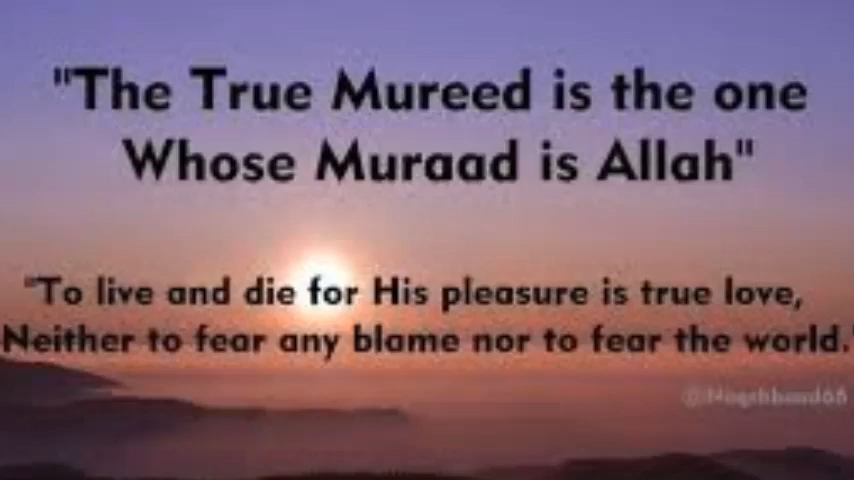 "The True Mureed is the one
Whose Muraad is Allah"
"To live and die for His pleasure is true love,
Neither to fear any blame nor to fear the world."